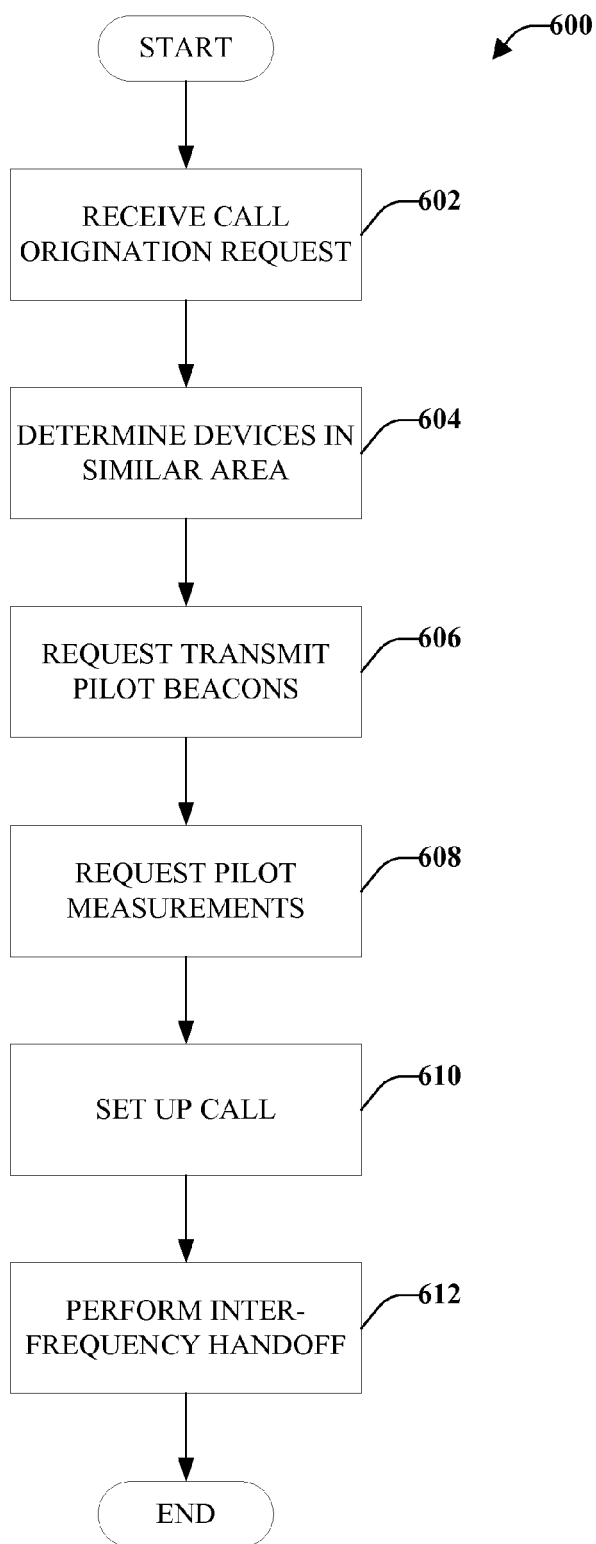 START
600
602
RECEIVE CALL
ORIGINATION REQUEST
604
DETERMINE DEVICES IN
SIMILAR AREA
606
REQUEST TRANSMIT
PILOT BEACONS
608
REQUEST PILOT
MEASUREMENTS
610
SET UP CALL
612
PERFORM INTER-
FREQUENCY HANDOFF
END